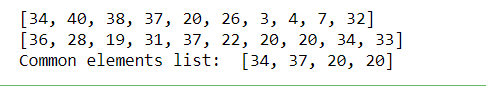 [34, 40, 38, 37, 20, 26, 3, 4, 7, 32]
[36, 28, 19, 31, 37, 22, 20, 20, 34, 33]
Common elements list:  [34, 37, 20, 20]